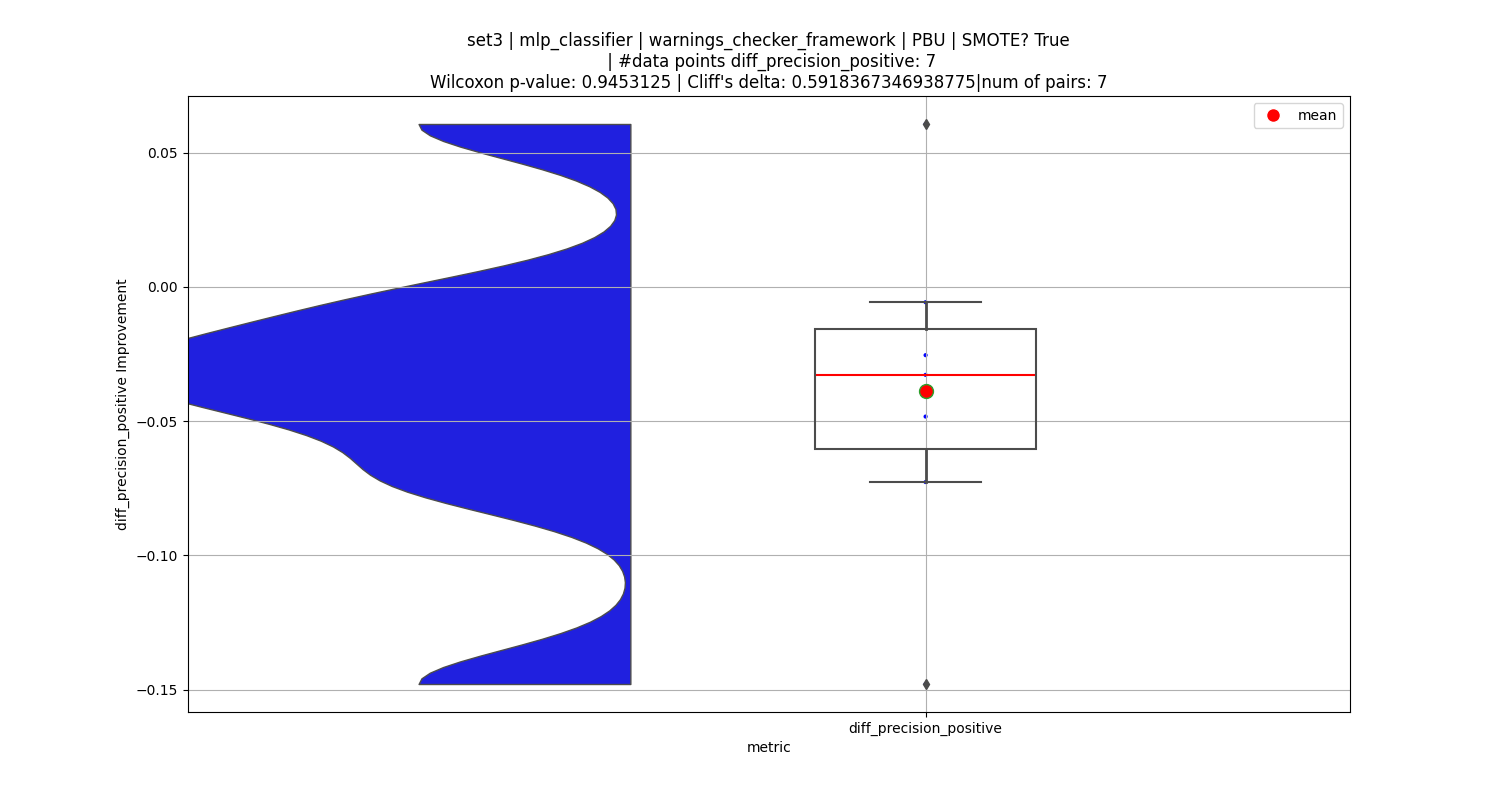 set3 | mlp_classifier | warnings_checker_framework | PBU | SMOTE? True
| #data points diff_precision_positive: 7
Wilcoxon p-value: 0.9453125 | Cliff's delta: 0.5918367346938775|num of pairs: 7
mean
0.05
0.00
−0.05
−0.10
−0.15
diff_precision_positive Improvement
diff_precision_positive
metric